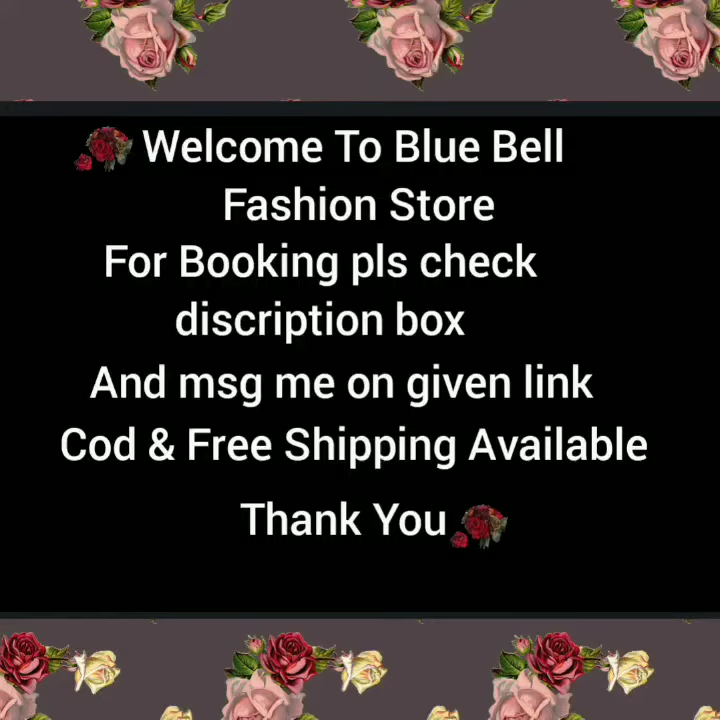 Welcome To Blue Bell
Fashion Store
For Booking pls check
discription box
And msg me on given link
Cod & Free Shipping Available
Thank You